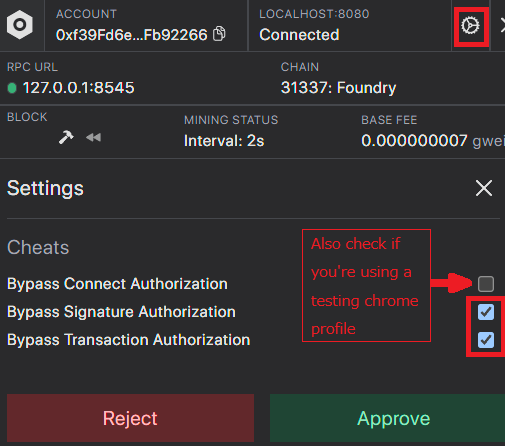 ACCOUNT
0xf39Fd6e...Fb92266
LOCALHOST:8080
Connected
RPC URL
127.0.0.1:8545
CHAIN
31337: Foundry
BLOCK
MINING STATUS
Interval: 2s
BASE FEE
0.000000007 gwei
Settings
Cheats
Also check if
you're using a
testing chrome
profile
Bypass Connect Authorization
Bypass Signature Authorization
Bypass Transaction Authorization
Reject
Approve